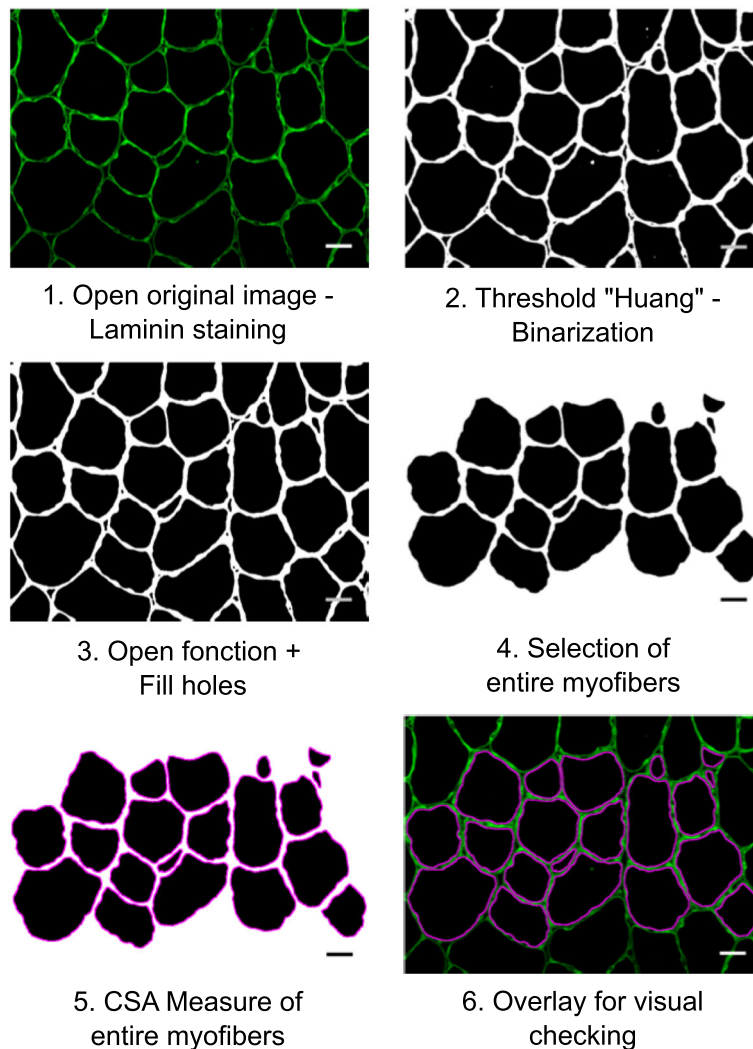 1. Open original image -
Laminin staining
2. Threshold "Huang" -
Binarization
3. Open fonction +
Fill holes
4. Selection of
entire myofibers
5. CSA Measure of
entire myofibers
6. Overlay for visual
checking